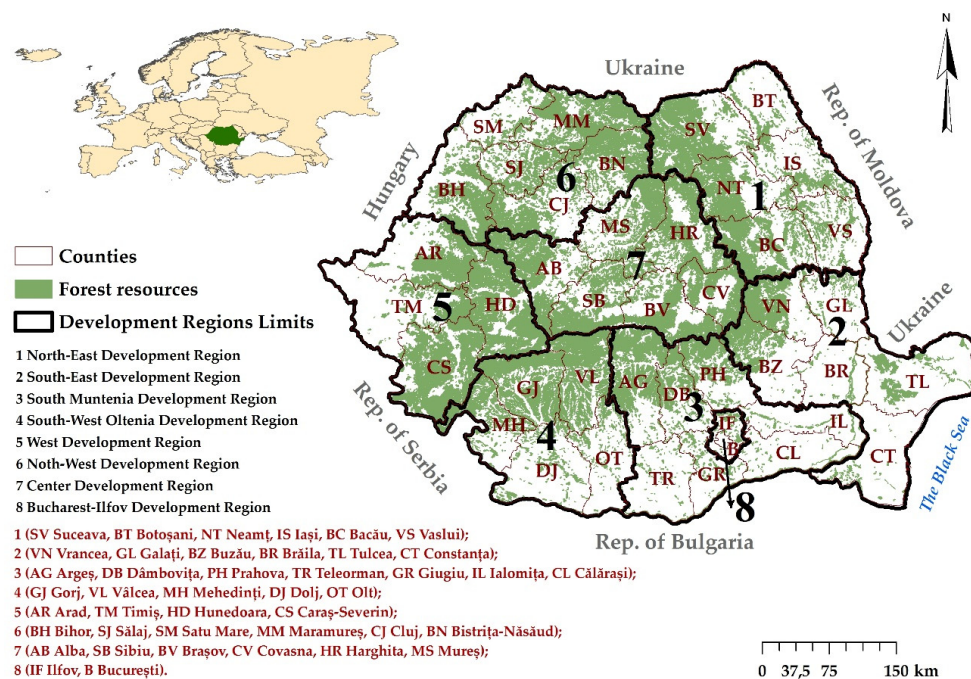 N
Ukraine
Rep. of Moldova
Hungary
BT
SM
MM
SV
IS
SJ
BN
6
NT
1
BH
CJ
MS
HR
VS
BC
AR
7
AB
CV
Ukraine
TM
5
HD
SB
BV
VN
GL
2
CS
GJ
VL
AG
PH
BZ
BR
TL
DB
3
MH
4
IF
IL
B
OT
CL
CT
DJ
TR
GR
8
Rep. of Serbia
Rep. of Bulgaria
The Black Sea
Counties
Forest resources
Development Regions Limits
1 North-East Development Region
2 South-East Development Region
3 South Muntenia Development Region
4 South-West Oltenia Development Region
5 West Development Region
6 Noth-West Development Region
7 Center Development Region
8 Bucharest-Ilfov Development Region
1 (SV Suceava, BT Botoșani, NT Neamț, IS Iași, BC Bacău, VS Vaslui);
2 (VN Vrancea, GL Galați, BZ Buzău, BR Brăila, TL Tulcea, CT Constanța);
3 (AG Argeș, DB Dâmbovița, PH Prahova, TR Teleorman, GR Giugiu, IL Ialomița, CL Călărași);
4 (GJ Gorj, VL Vâlcea, MH Mehedinți, DJ Dolj, OT Olt);
5 (AR Arad, TM Timiș, HD Hunedoara, CS Caraș-Severin);
6 (BH Bihor, SJ Sălaj, SM Satu Mare, MM Maramureș, CJ Cluj, BN Bistrița-Năsăud);
7 (AB Alba, SB Sibiu, BV Brașov, CV Covasna, HR Harghita, MS Mureș);
8 (IF Ilfov, B București).
0 37,5 75 150 km